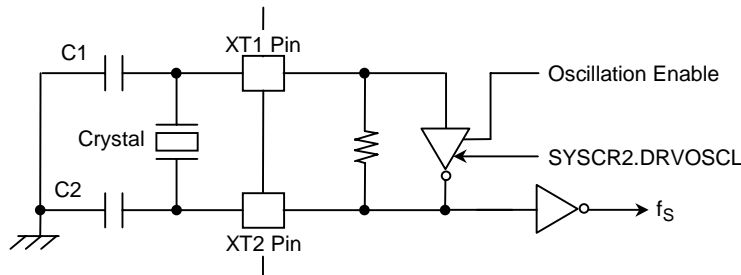 XT1 Pin
C1
Oscillation Enable
Crystal
SYSCR2.DRVOSCL
C2
fS
XT2 Pin